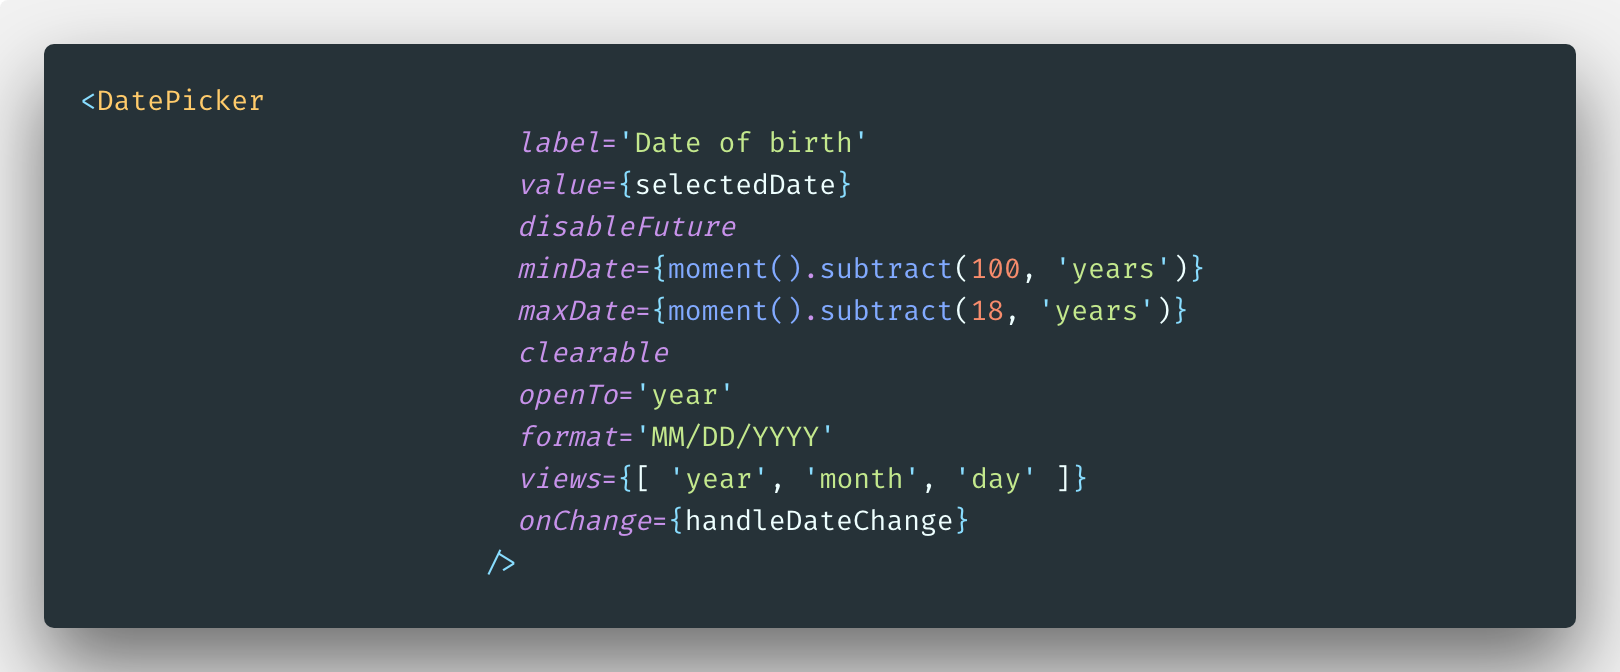 <DatePicker
label='Date of birth'
value={selectedDate}
disableFuture
minDate={moment().subtract(100, 'years')}
maxDate={moment().subtract(18, 'years')}
clearable
openTo='year'
format='MM/DD/YYYY'
views={[ 'year', 'month', 'day' ]}
onChange={handleDateChange}
/>